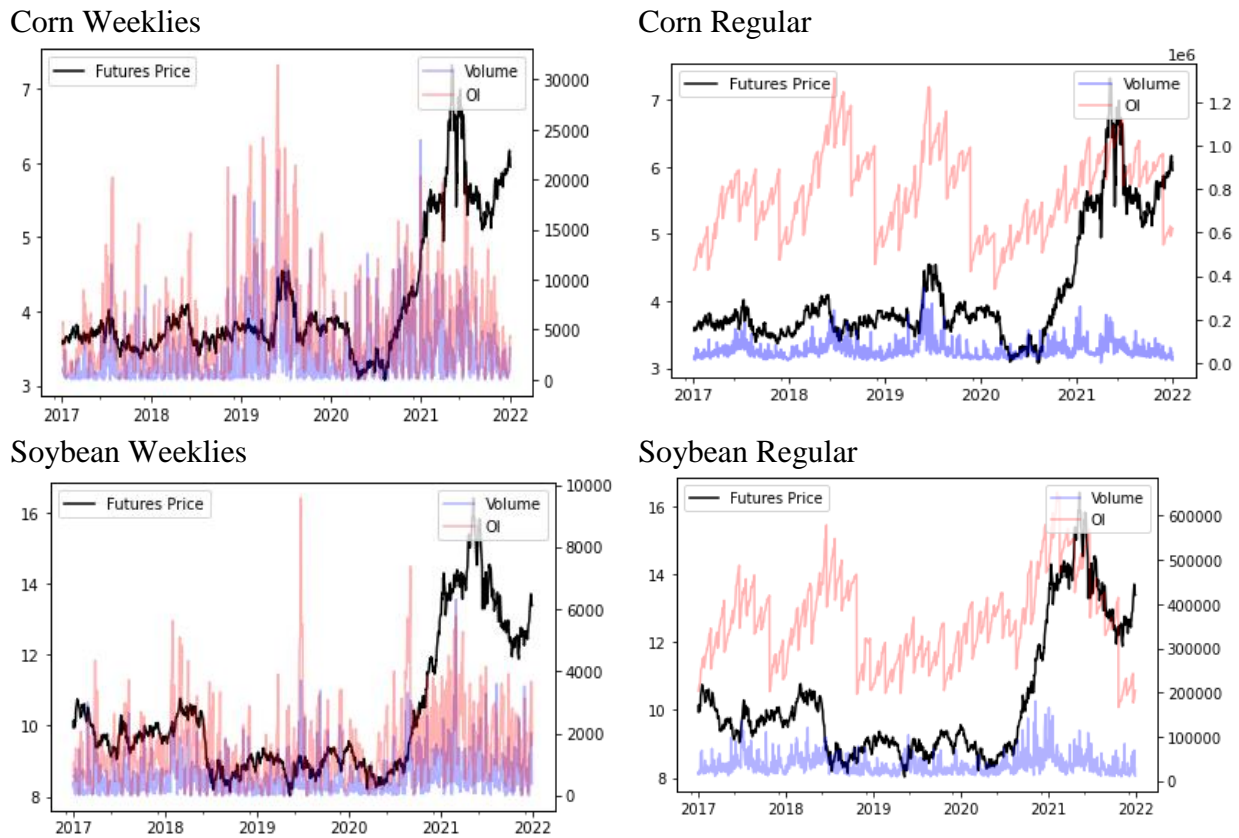 Corn Weeklies
Futures Price
Volume
OI
7
6
5
4
3
30000
25000
20000
15000
10000
5000
0
2017 2018 2019 2020 2021 2022
Corn Regular
1e6
Futures Price
Volume
OI
7
6
5
4
3
1.2
1.0
0.8
0.6
0.4
0.2
0.0
2017 2018 2019 2020 2021 2022
Soybean Weeklies
Futures Price
Volume
OI
16
14
12
10
8
10000
8000
6000
4000
2000
0
2017 2018 2019 2020 2021 2022
Soybean Regular
Futures Price
Volume
OI
16
14
12
10
8
600000
500000
400000
300000
200000
100000
0
2017 2018 2019 2020 2021 2022